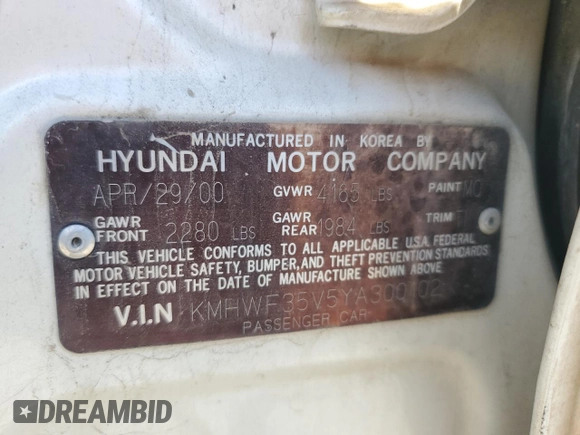 MANUFACTURED IN KOREA BY
HYUNDAI MOTOR COMPANY
APR/29/00 GVWR 4185 LBS PAINT
GAWR FRONT 2280 LBS GAWR REAR 1984 LBS TRIM
THIS VEHICLE CONFORMS TO ALL APPLICABLE U.S.A. FEDERAL
MOTOR VEHICLE SAFETY, BUMPER, AND THEFT PREVENTION STANDARDS
IN EFFECT ON THE DATE OF MANUFACTURE SHOWN ABOVE
V.I.N
PASSENGER CAR
DREAMBID